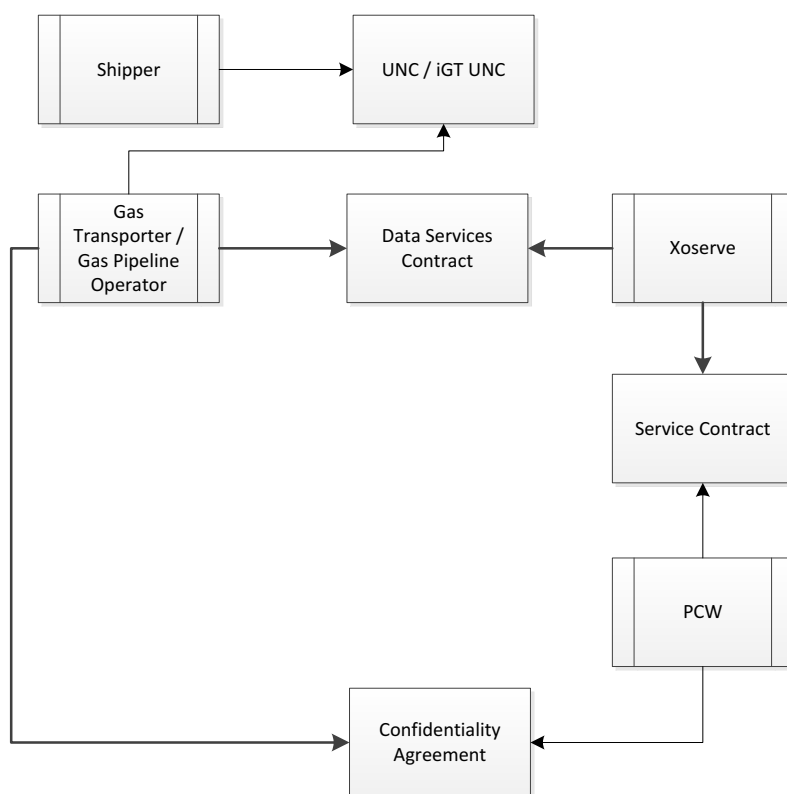 Shipper
UNC / iGT UNC
Gas
Transporter /
Gas Pipeline
Operator
Data Services
Contract
Xoserve
Service Contract
PCW
Confidentiality
Agreement